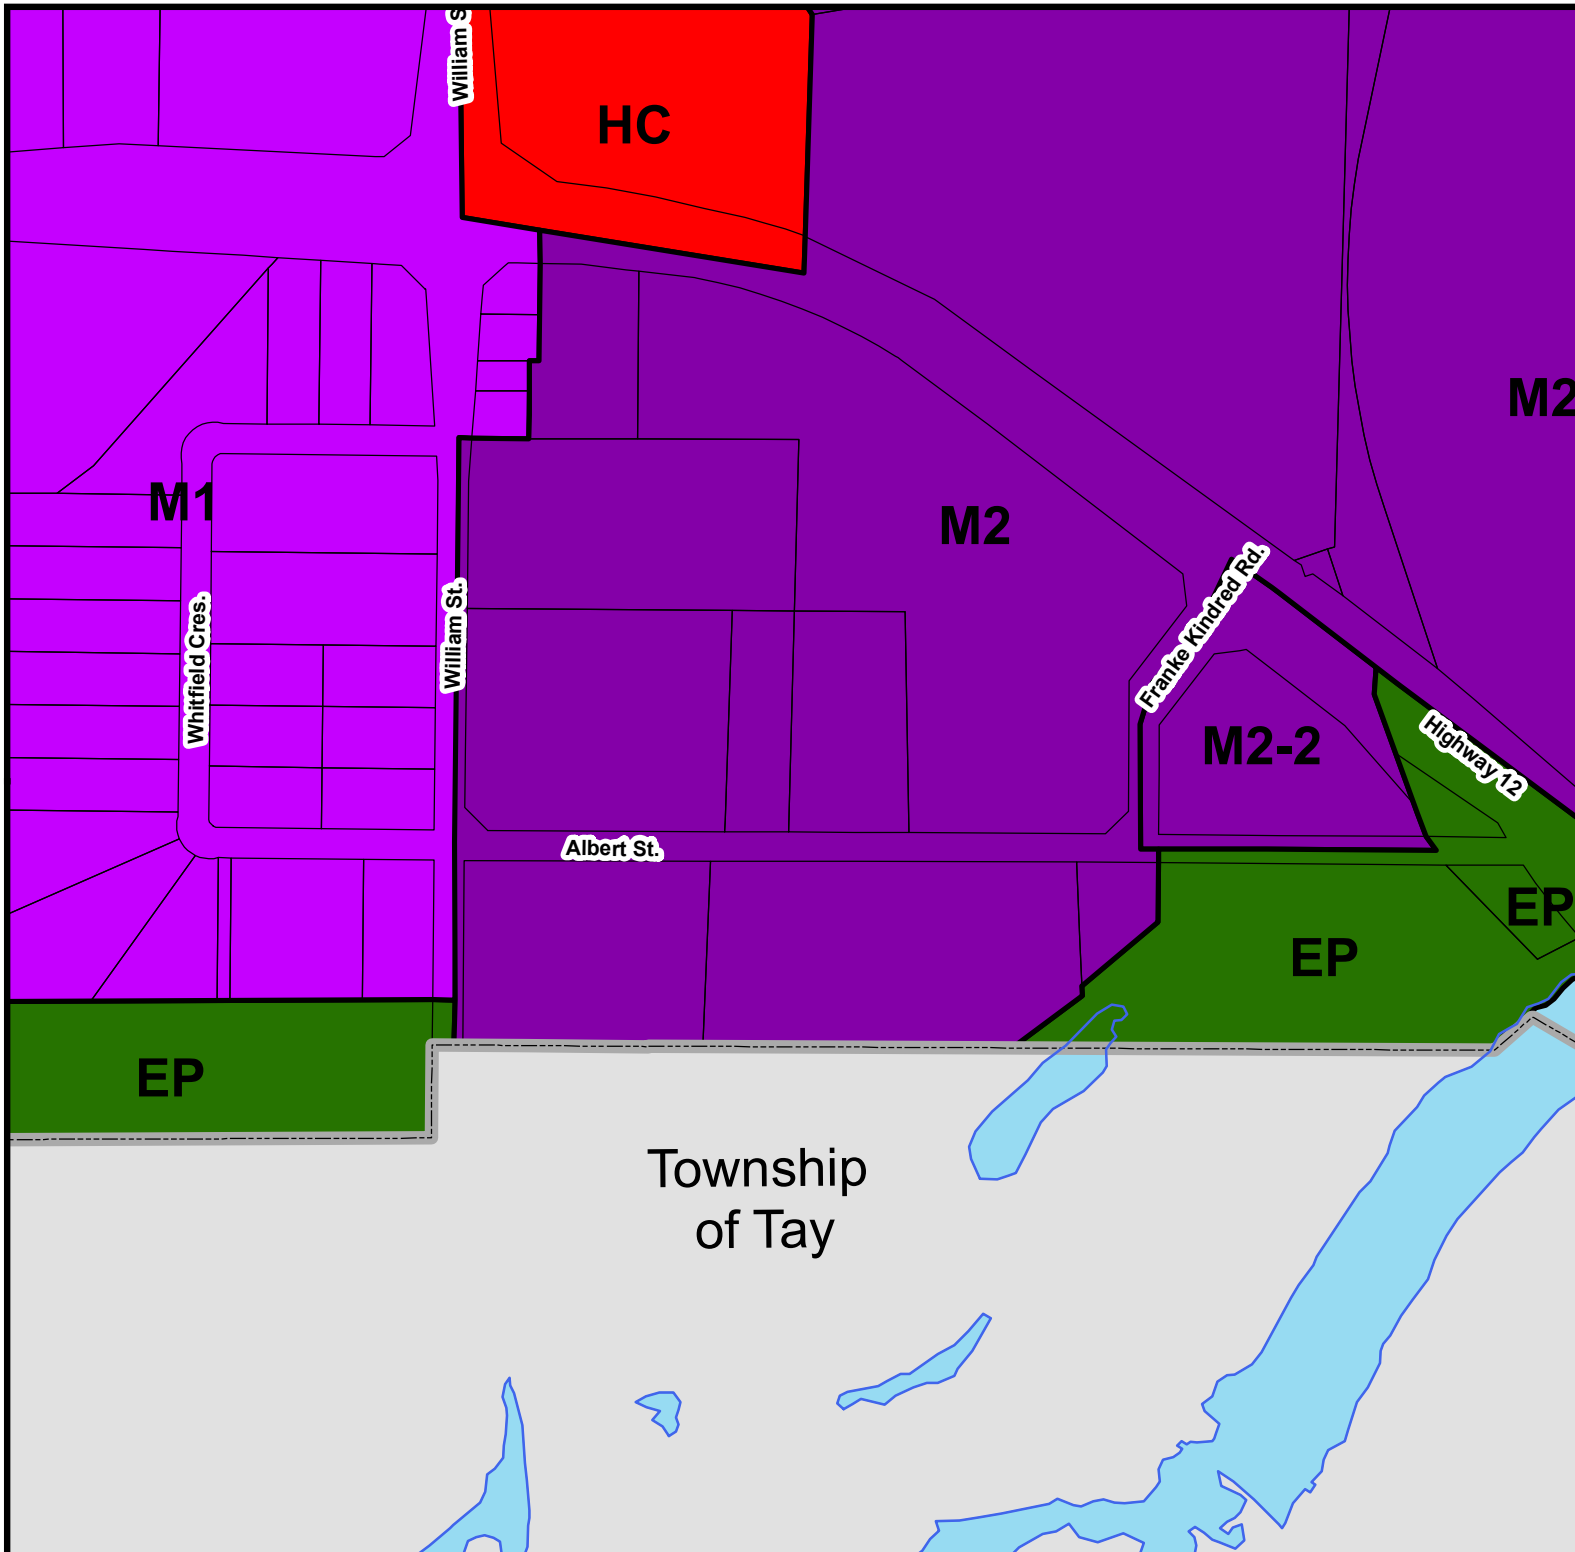 William S
HC
M2
M1
M2
Franke Kindred Rd.
Whitfield Cres.
William St.
M2-2
Highway 12
Albert St.
EP
EP
EP
Township
of Tay